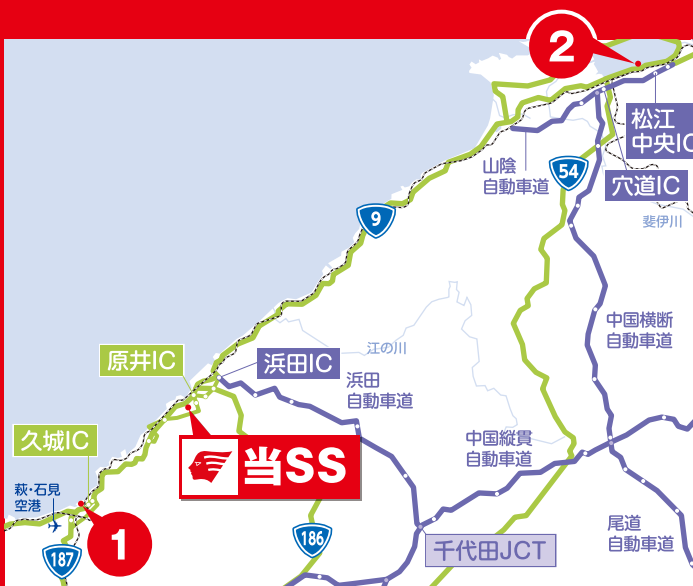 2
松江
中央IC
山陰
自動車道
54
穴道IC
斐伊川
9
中国横断
自動車道
江の川
原井IC
浜田IC
浜田
自動車道
久城IC
当SS
中国縦貫
自動車道
萩・石見
空港
1
187
186
千代田JCT
尾道
自動車道